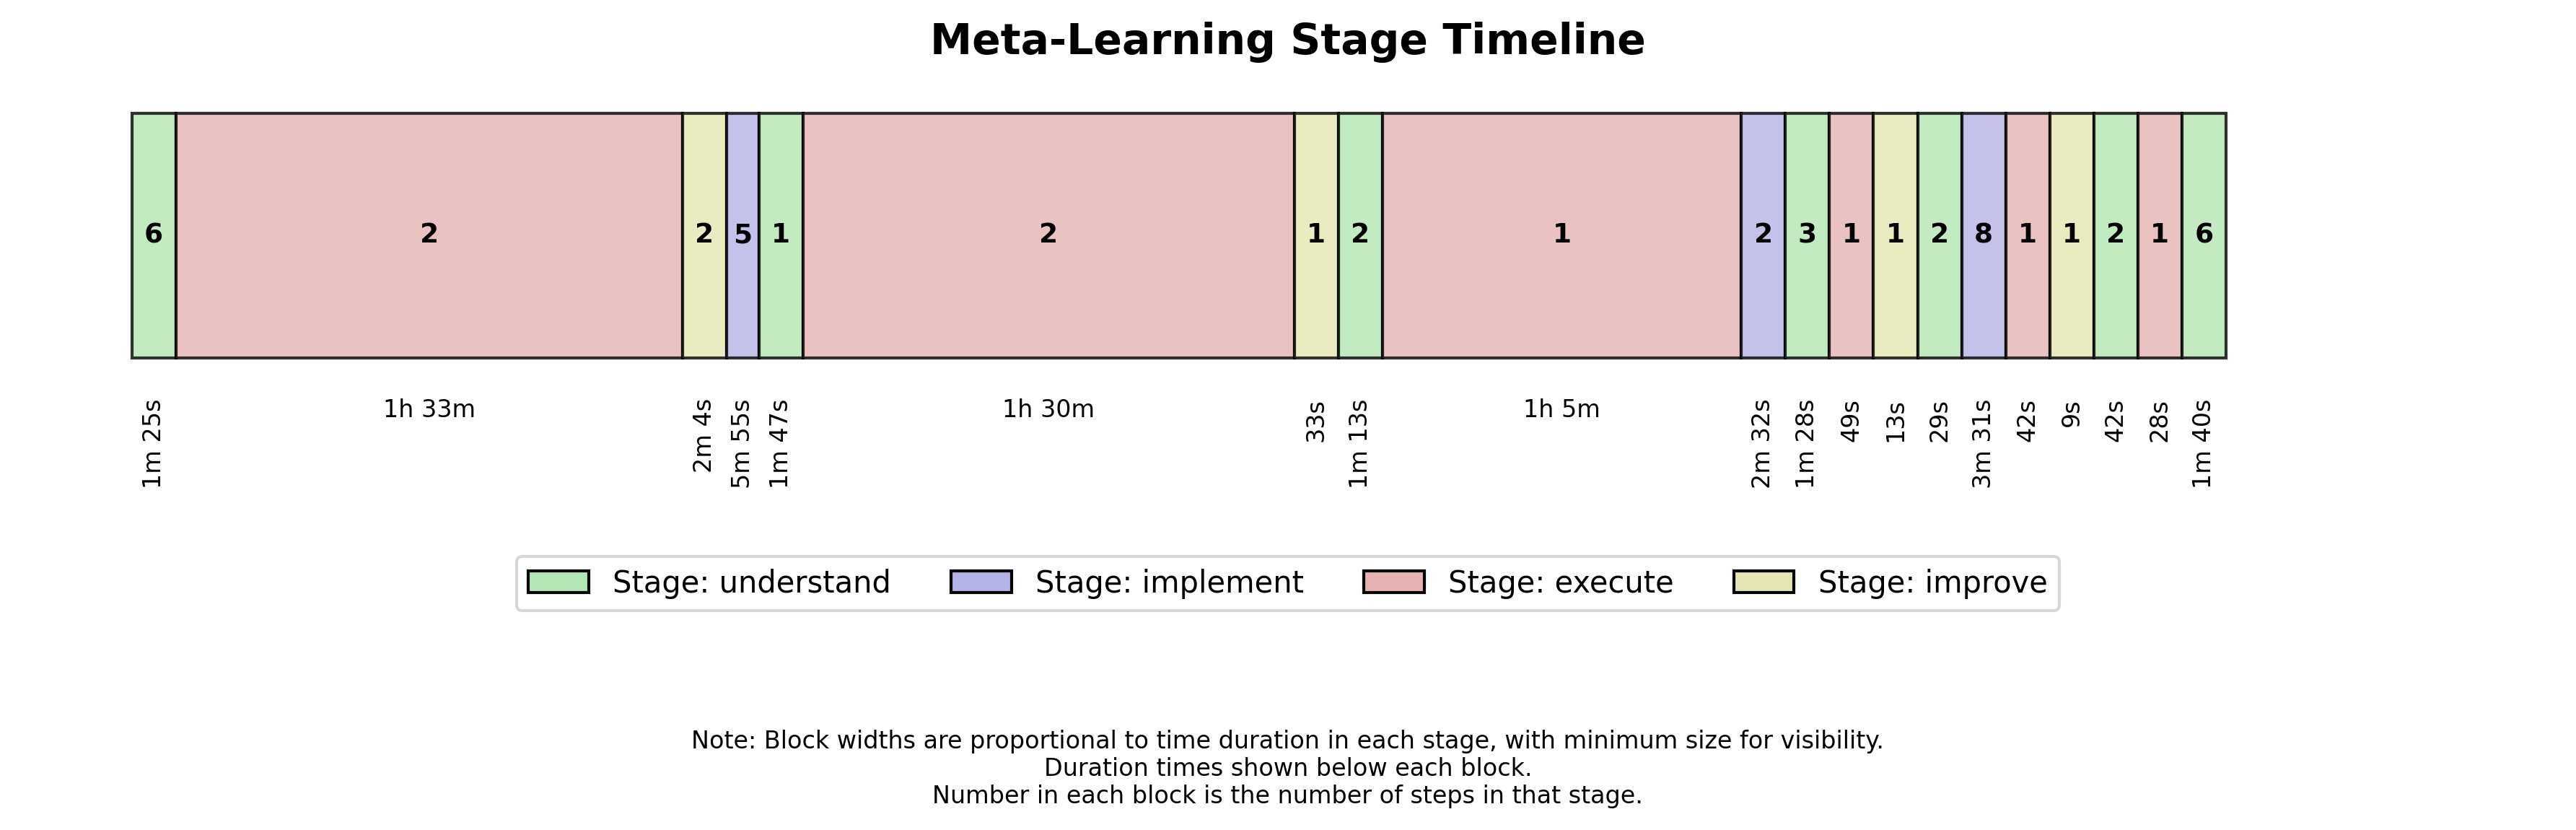 Meta-Learning Stage Timeline
6 2 2 5 1 2 1 2 1 2 3 1 1 2 8 1 1 2 1 6
1m 25s 1h 33m 2m 4s 5m 55s 1m 47s 1h 30m 33s 1m 13s 1h 5m 2m 32s 1m 28s 49s 13s 29s 3m 31s 42s 9s 42s 28s 1m 40s
Stage: understand Stage: implement Stage: execute Stage: improve
Note: Block widths are proportional to time duration in each stage, with minimum size for visibility.
Duration times shown below each block.
Number in each block is the number of steps in that stage.